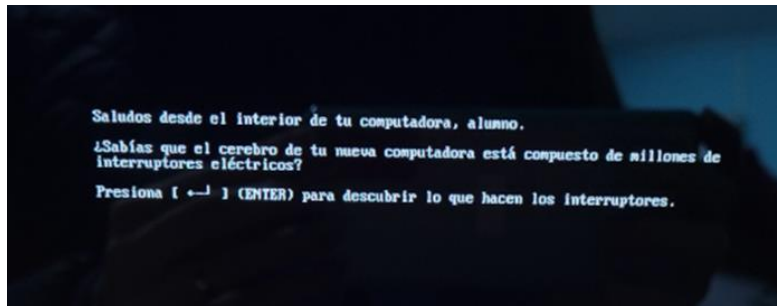 Saludos desde el interior de tu computadora, alumno.
¿Sabías que el cerebro de tu nueva computadora está compuesto de millones de
interruptores eléctricos?
Presiona [ ←┘ ] (ENTER) para descubrir lo que hacen los interruptores.